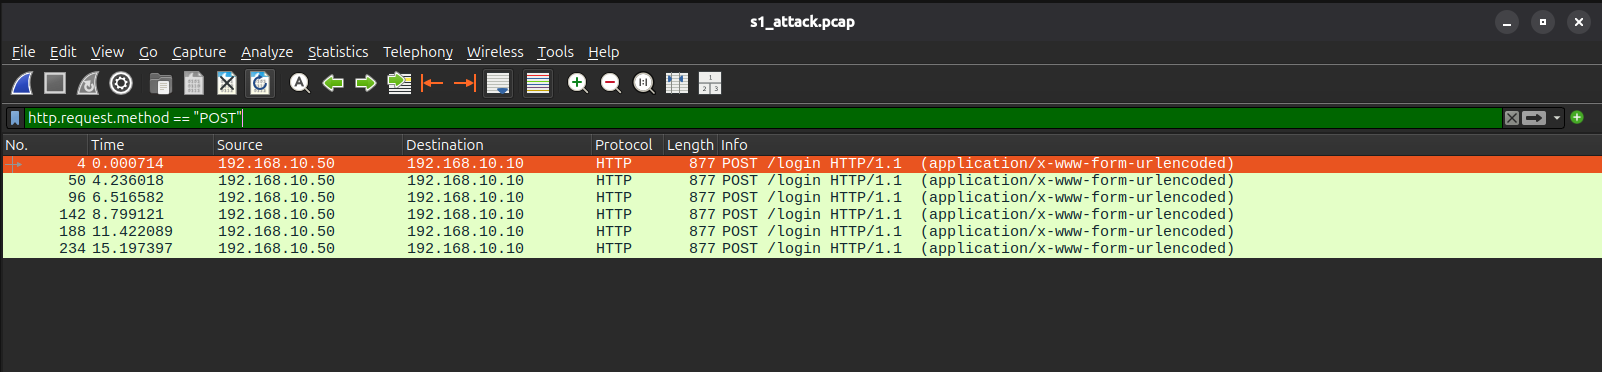 s1_attack.pcap
File Edit View Go Capture Analyze Statistics Telephony Wireless Tools Help
http.request.method == "POST"
No. Time Source Destination Protocol Length Info
4 0.000714 192.168.10.50 192.168.10.10 HTTP 877 POST /login HTTP/1.1 (application/x-www-form-urlencoded)
50 4.236018 192.168.10.50 192.168.10.10 HTTP 877 POST /login HTTP/1.1 (application/x-www-form-urlencoded)
96 6.516582 192.168.10.50 192.168.10.10 HTTP 877 POST /login HTTP/1.1 (application/x-www-form-urlencoded)
142 8.799121 192.168.10.50 192.168.10.10 HTTP 877 POST /login HTTP/1.1 (application/x-www-form-urlencoded)
188 11.422089 192.168.10.50 192.168.10.10 HTTP 877 POST /login HTTP/1.1 (application/x-www-form-urlencoded)
234 15.197397 192.168.10.50 192.168.10.10 HTTP 877 POST /login HTTP/1.1 (application/x-www-form-urlencoded)